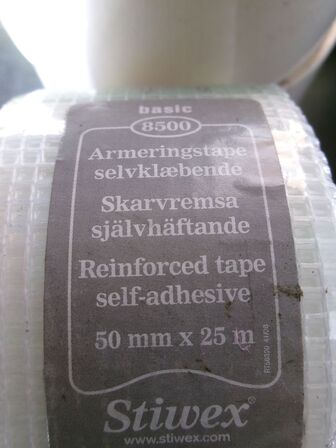 basic
8500
Armeringstape
selvklæbende
Skarvremsa
självhäftande
Reinforced tape
self-adhesive
50 mm x 25 m
Stiwex®
www.stiwex.com